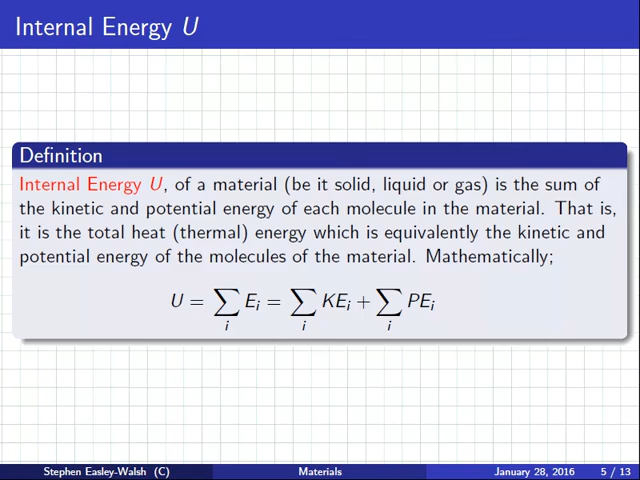 Internal Energy U
Definition
Internal Energy U, of a material (be it solid, liquid or gas) is the sum of
the kinetic and potential energy of each molecule in the material. That is,
it is the total heat (thermal) energy which is equivalently the kinetic and
potential energy of the molecules of the material. Mathematically;
U = ∑_i E_i = ∑_i KE_i + ∑_i PE_i
Stephen Easley-Walsh (C) Materials January 28, 2016 5 / 13